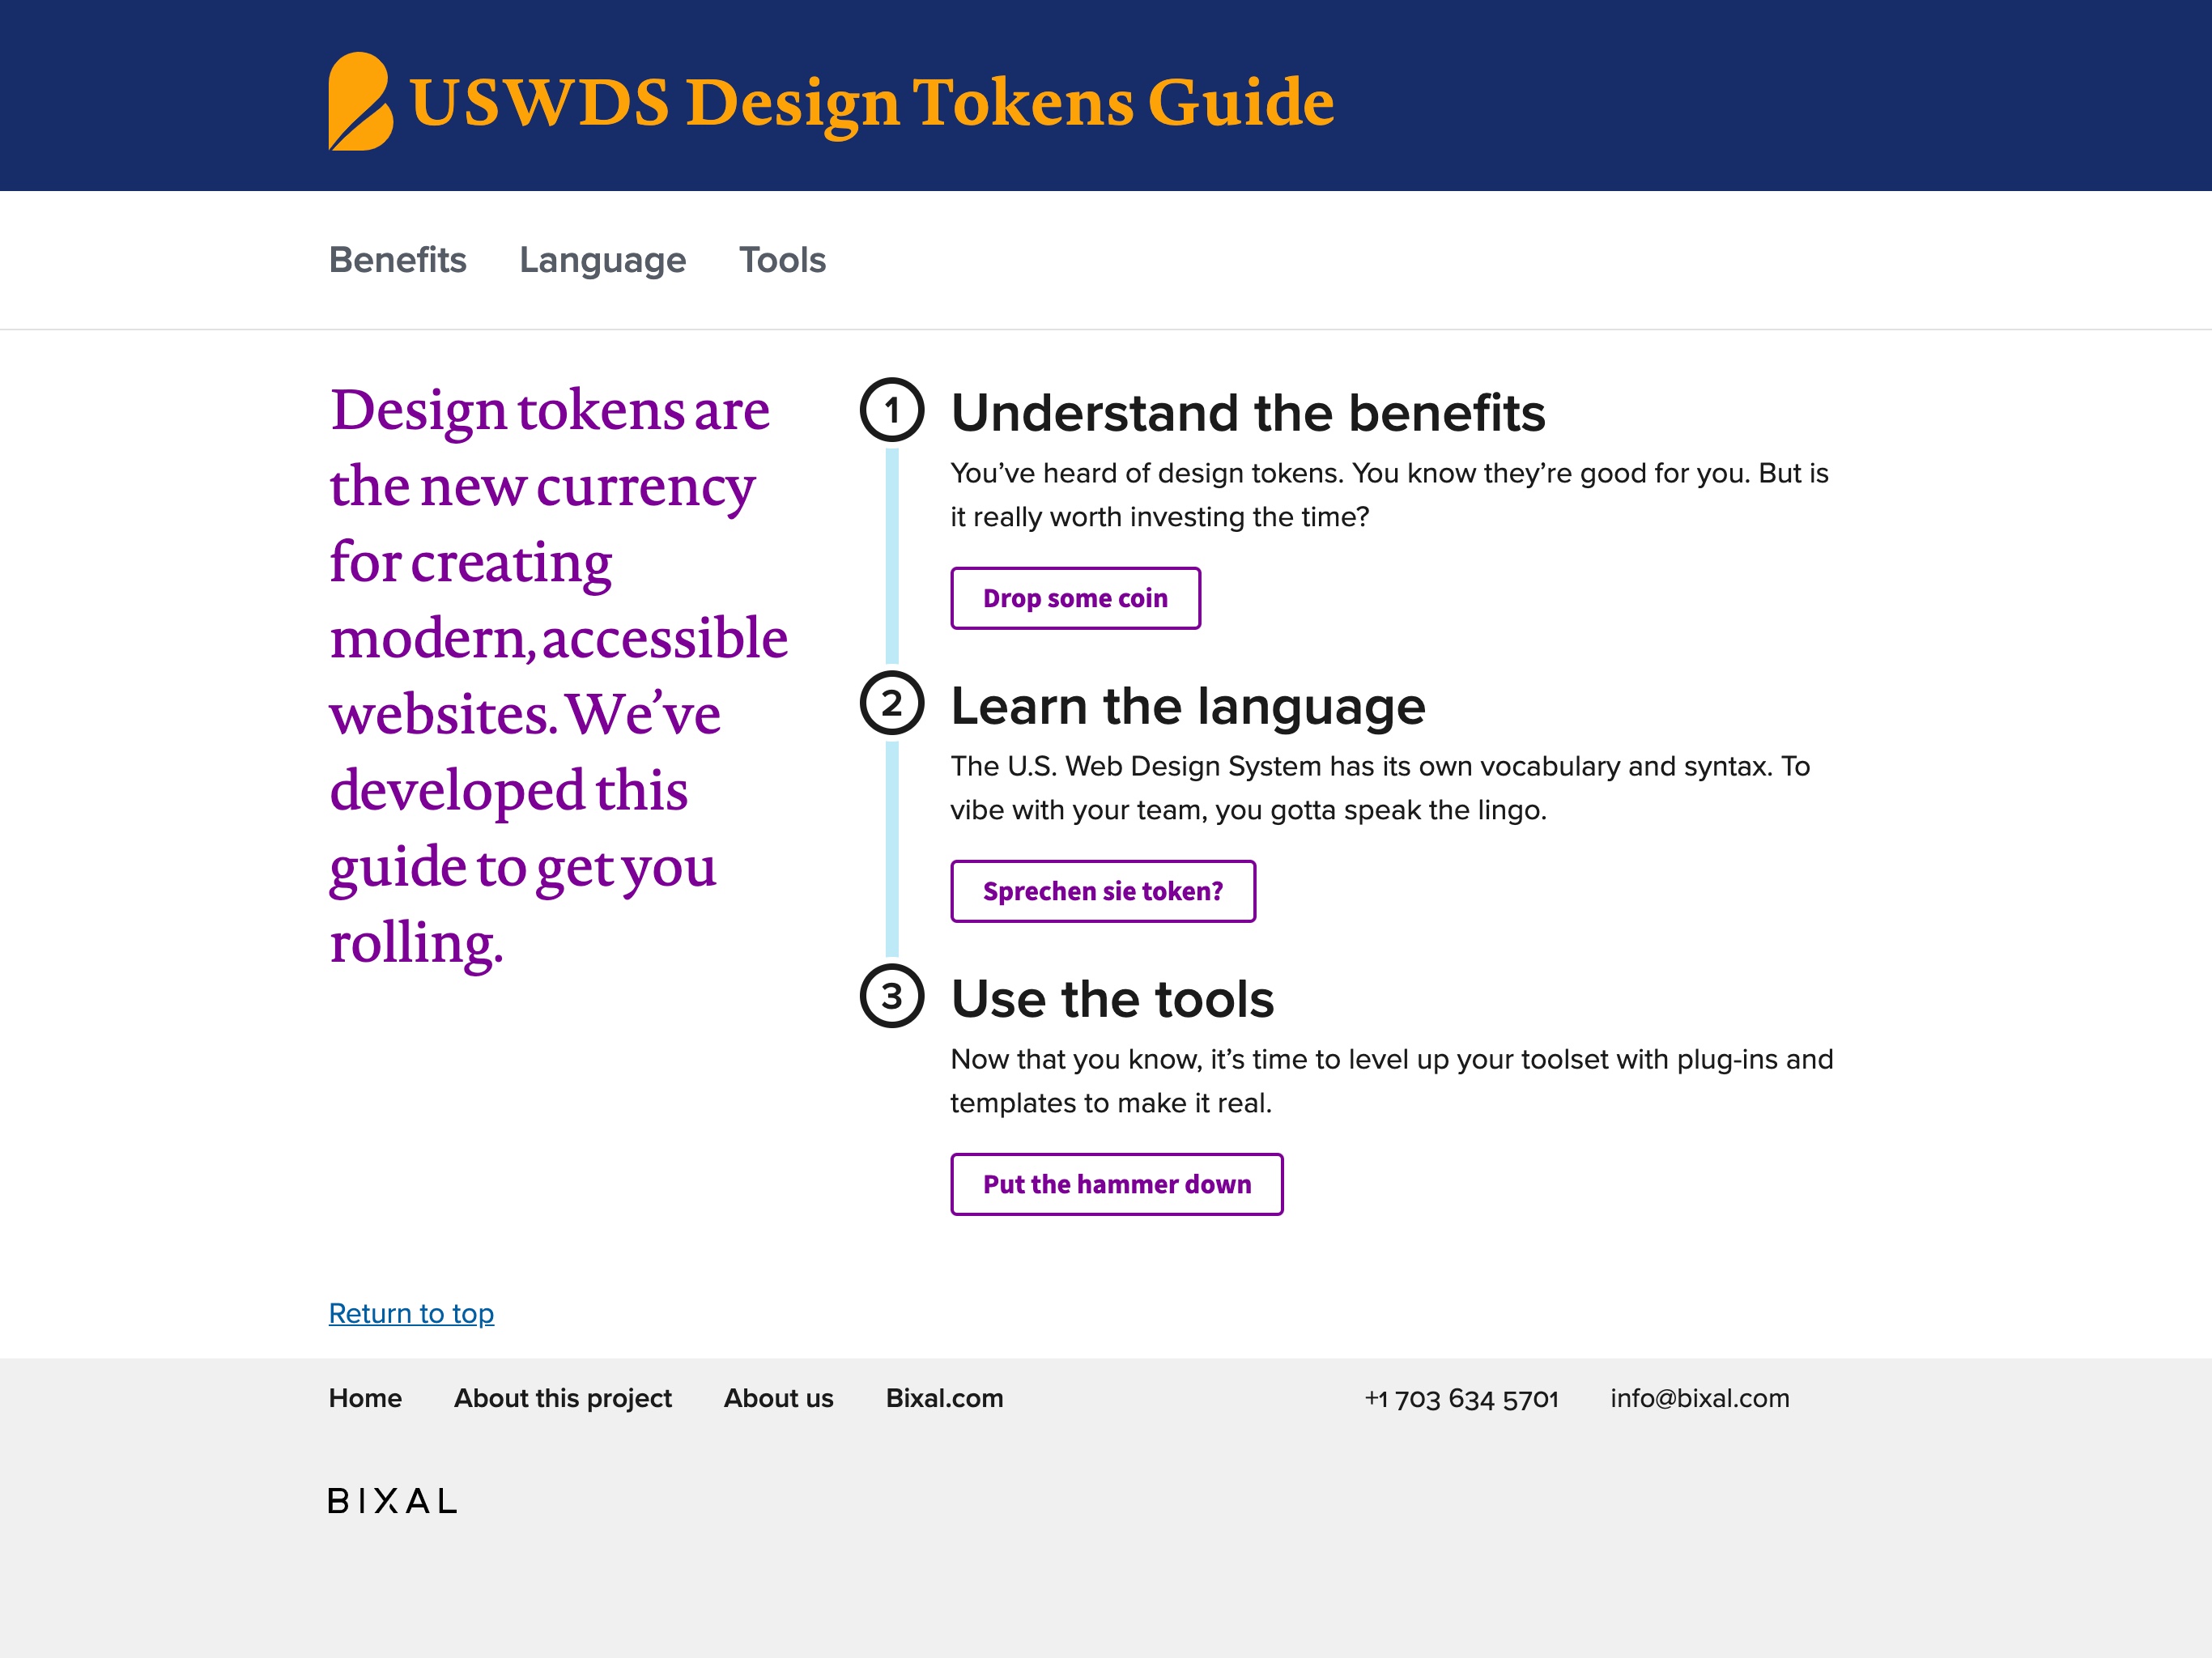 USWDS Design Tokens Guide
Benefits Language Tools
Design tokens are
the new currency
for creating
modern, accessible
websites. We’ve
developed this
guide to get you
rolling.
1 Understand the benefits
You’ve heard of design tokens. You know they’re good for you. But is
it really worth investing the time?
Drop some coin
2 Learn the language
The U.S. Web Design System has its own vocabulary and syntax. To
vibe with your team, you gotta speak the lingo.
Sprechen sie token?
3 Use the tools
Now that you know, it’s time to level up your toolset with plug-ins and
templates to make it real.
Put the hammer down
Return to top
Home About this project About us Bixal.com +1 703 634 5701 info@bixal.com
BIXAL